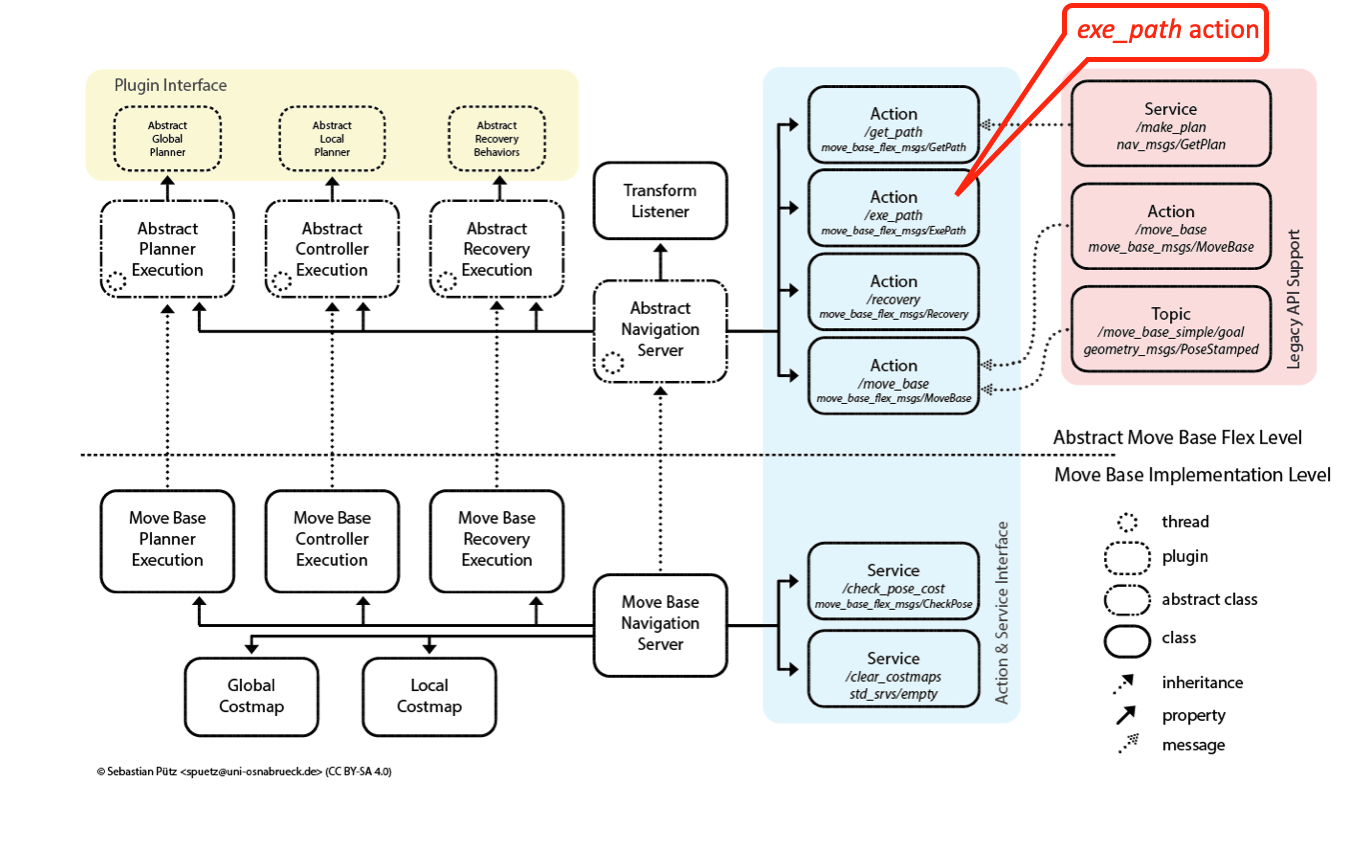 exe_path action
Plugin Interface
Abstract
Global
Planner
Abstract
Local
Planner
Abstract
Recovery
Behaviors
Abstract
Planner
Execution
Abstract
Controller
Execution
Abstract
Recovery
Execution
Transform
Listener
Abstract
Navigation
Server
Action
/get_path
move_base_flex_msgs/GetPath
Action
/exe_path
move_base_flex_msgs/ExePath
Action
/recovery
move_base_flex_msgs/Recovery
Action
/move_base
move_base_flex_msgs/MoveBase
Service
/make_plan
nav_msgs/GetPlan
Action
/move_base
move_base_msgs/MoveBase
Topic
/move_base_simple/goal
geometry_msgs/PoseStamped
Legacy API Support
Abstract Move Base Flex Level
Move Base Implementation Level
Move Base
Planner
Execution
Move Base
Controller
Execution
Move Base
Recovery
Execution
Move Base
Navigation
Server
Global
Costmap
Local
Costmap
Service
/check_pose_cost
move_base_flex_msgs/CheckPose
Service
/clear_costmaps
std_srvs/empty
Action & Service Interface
thread
plugin
abstract class
class
inheritance
property
message
© Sebastian Pütz <spuetz@uni-osnabrueck.de> (CC BY-SA 4.0)